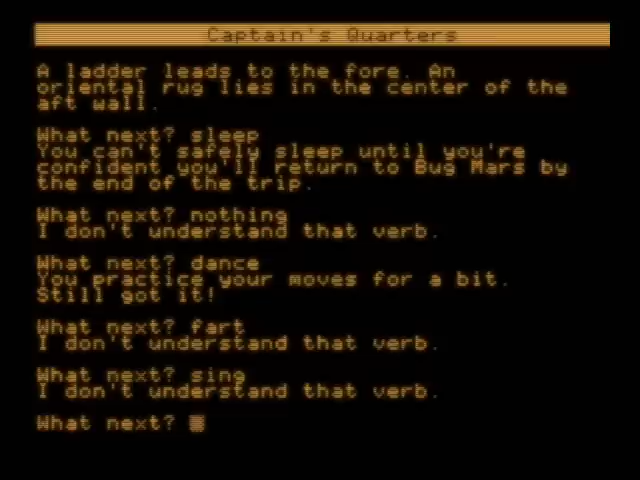 Captain's Quarters
A ladder leads to the fore. An
oriental rug lies in the center of the
aft wall.
What next? sleep
You can't safely sleep until you're
confident you'll return to Bug Mars by
the end of the trip.
What next? nothing
I don't understand that verb.
What next? dance
You practice your moves for a bit.
Still got it!
What next? fart
I don't understand that verb.
What next? sing
I don't understand that verb.
What next?